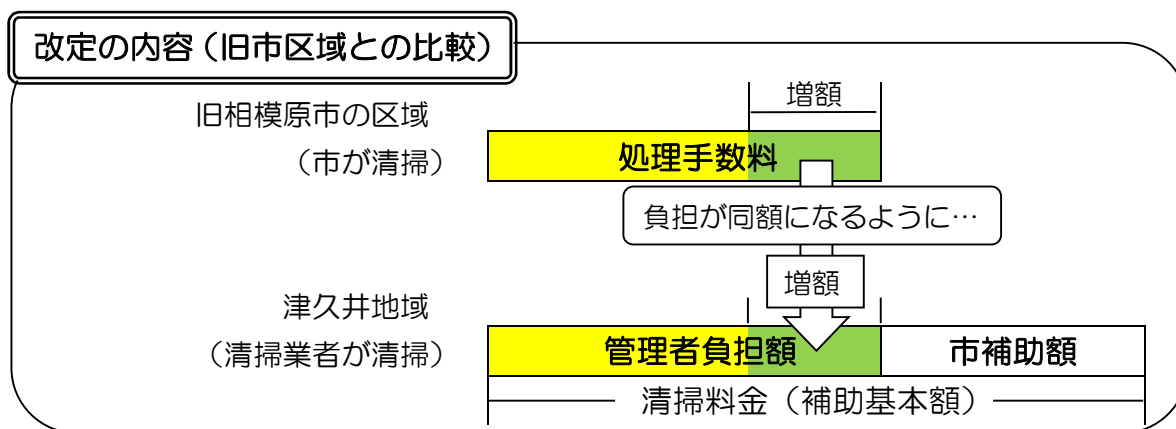 改定の内容（旧市区域との比較）
増額
旧相模原市の区域
（市が清掃）
処理手数料
負担が同額になるように…
増額
津久井地域
（清掃業者が清掃）
管理者負担額
市補助額
清掃料金（補助基本額）